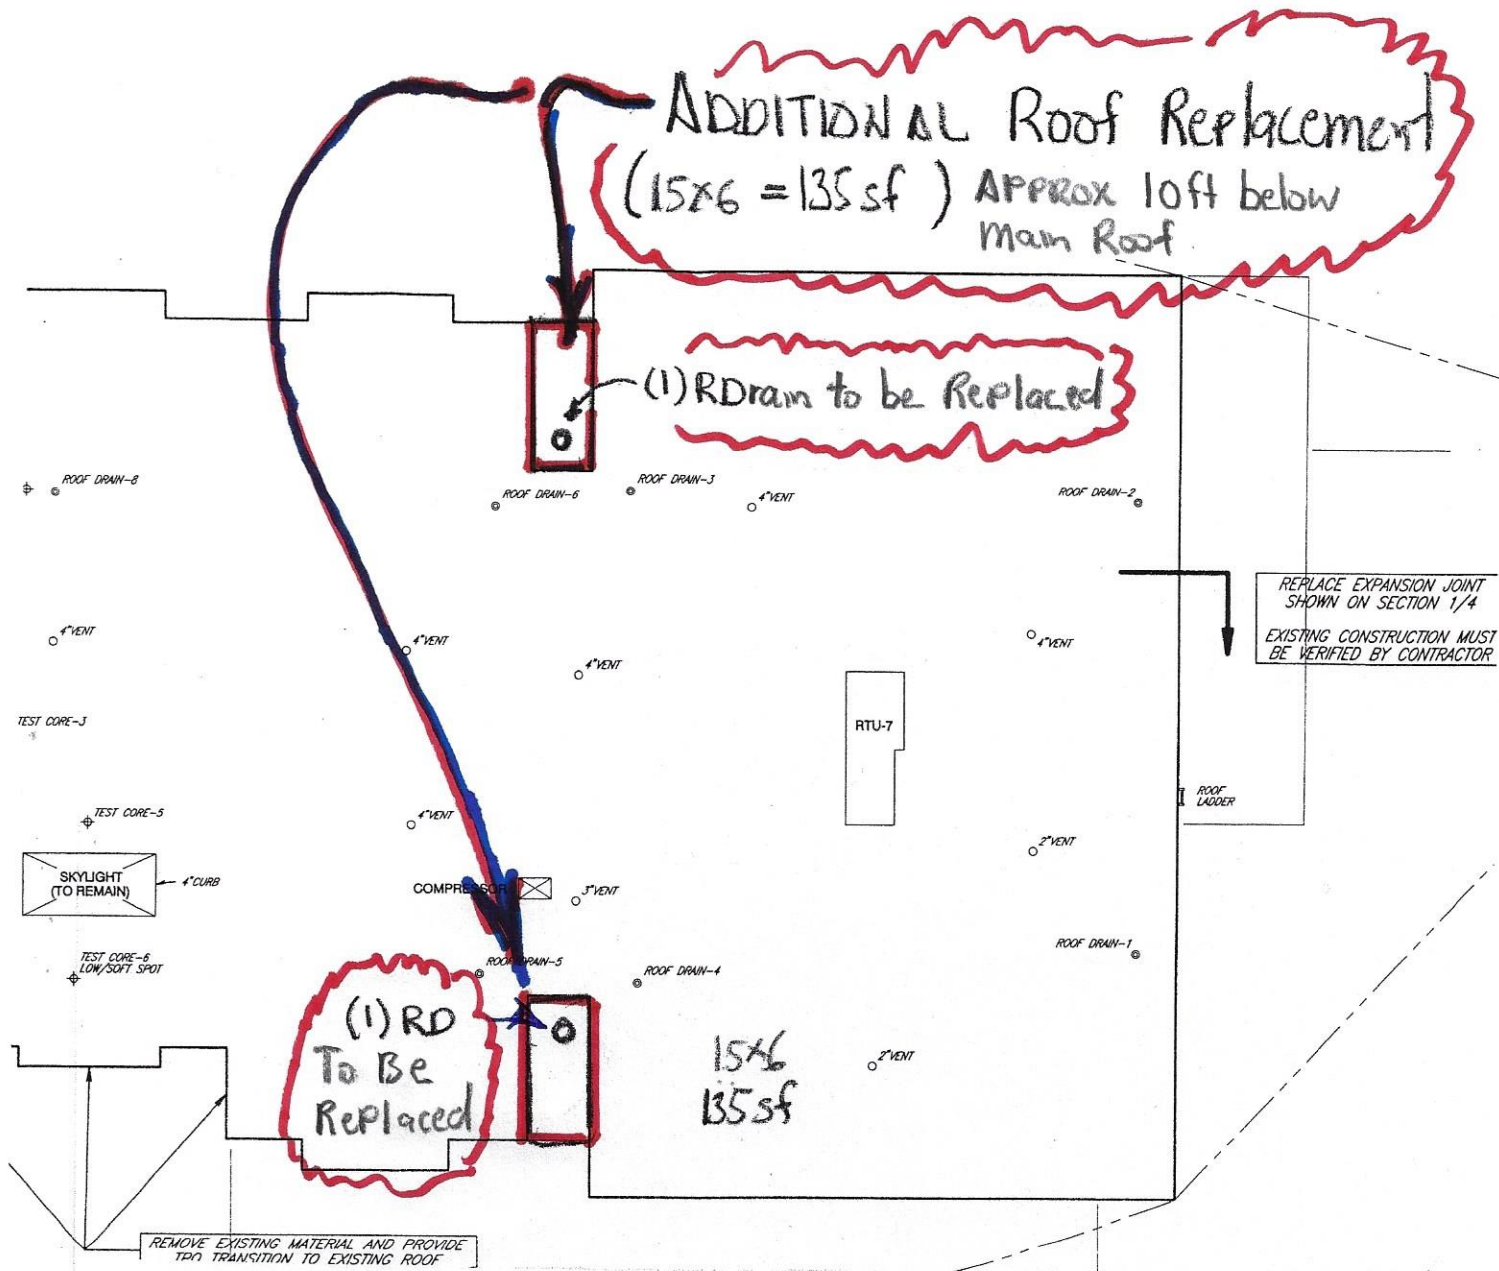 ADDITIONAL Roof Replacement
(15x6 = 135sf) APPROX 10ft below
Main Roof
(1) RDrain to be Replaced
ROOF DRAIN-8
ROOF DRAIN-6
ROOF DRAIN-3
4"VENT
ROOF DRAIN-2
REPLACE EXPANSION JOINT
SHOWN ON SECTION 1/4
EXISTING CONSTRUCTION MUST
BE VERIFIED BY CONTRACTOR
4"VENT
4"VENT
4"VENT
4"VENT
TEST CORE-3
RTU-7
ROOF
LADDER
TEST CORE-5
4"VENT
2"VENT
SKYLIGHT
(TO REMAIN)
4"CURB
COMPRESSOR
3"VENT
TEST CORE-6
LOW/SOFT SPOT
ROOF DRAIN-5
ROOF DRAIN-4
ROOF DRAIN-1
(1) RD
To Be
Replaced
15x6
135sf
2"VENT
REMOVE EXISTING MATERIAL AND PROVIDE
TPO TRANSITION TO EXISTING ROOF